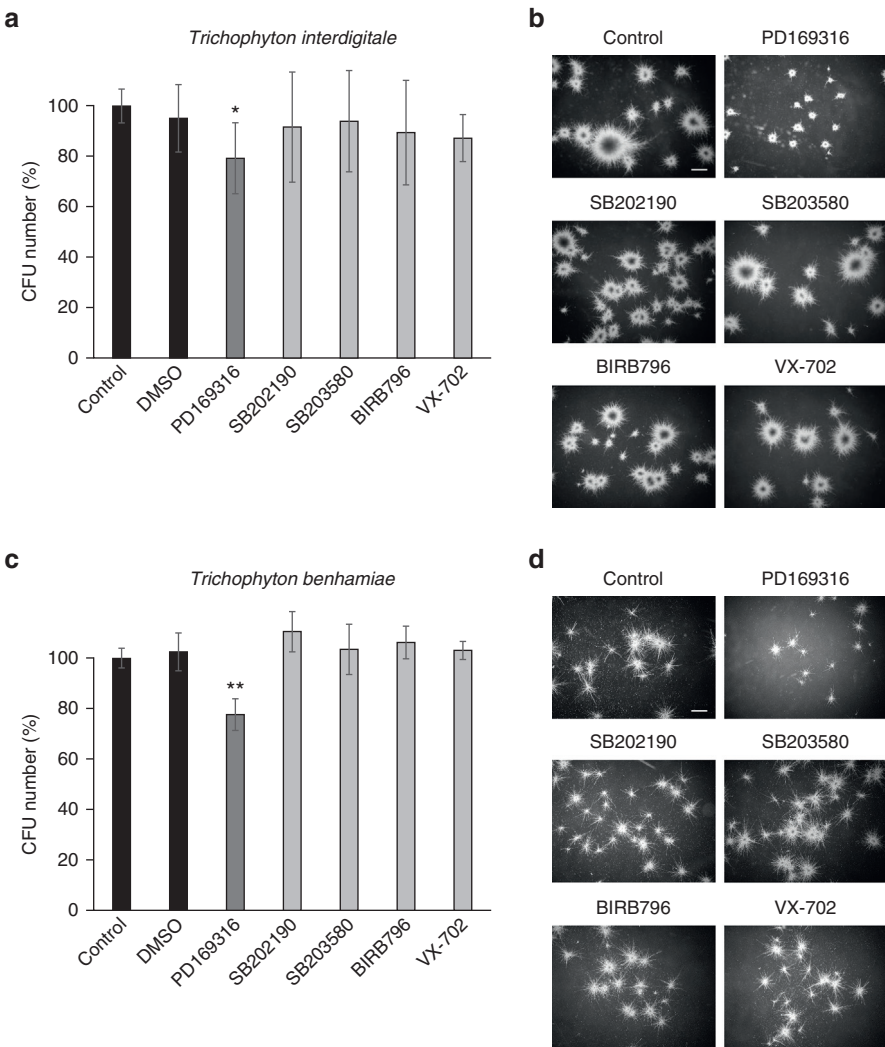 a
Trichophyton interdigitale
CFU number (%)
100
80
60
40
20
0
*
Control
DMSO
PD169316
SB202190
SB203580
BIRB796
VX-702
b
Control
PD169316
SB202190
SB203580
BIRB796
VX-702
c
Trichophyton benhamiae
CFU number (%)
100
80
60
40
20
0
**
Control
DMSO
PD169316
SB202190
SB203580
BIRB796
VX-702
d
Control
PD169316
SB202190
SB203580
BIRB796
VX-702